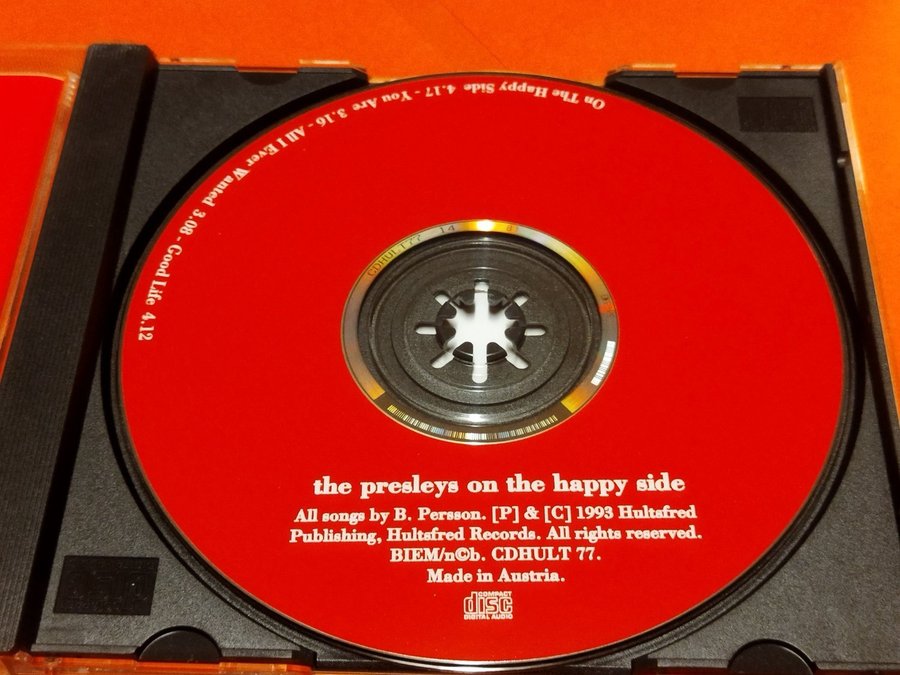 On The Happy Side 4.17 - You Are 3.16 - All I Ever Wanted 3.08 - Good Life 4.12
CDHULT77 14
the presleys on the happy side
All songs by B. Persson. [P] & [C] 1993 Hultsfred
Publishing, Hultsfred Records. All rights reserved.
BIEM/n©b. CDHULT 77.
Made in Austria.
COMPACT
disc
DIGITAL AUDIO